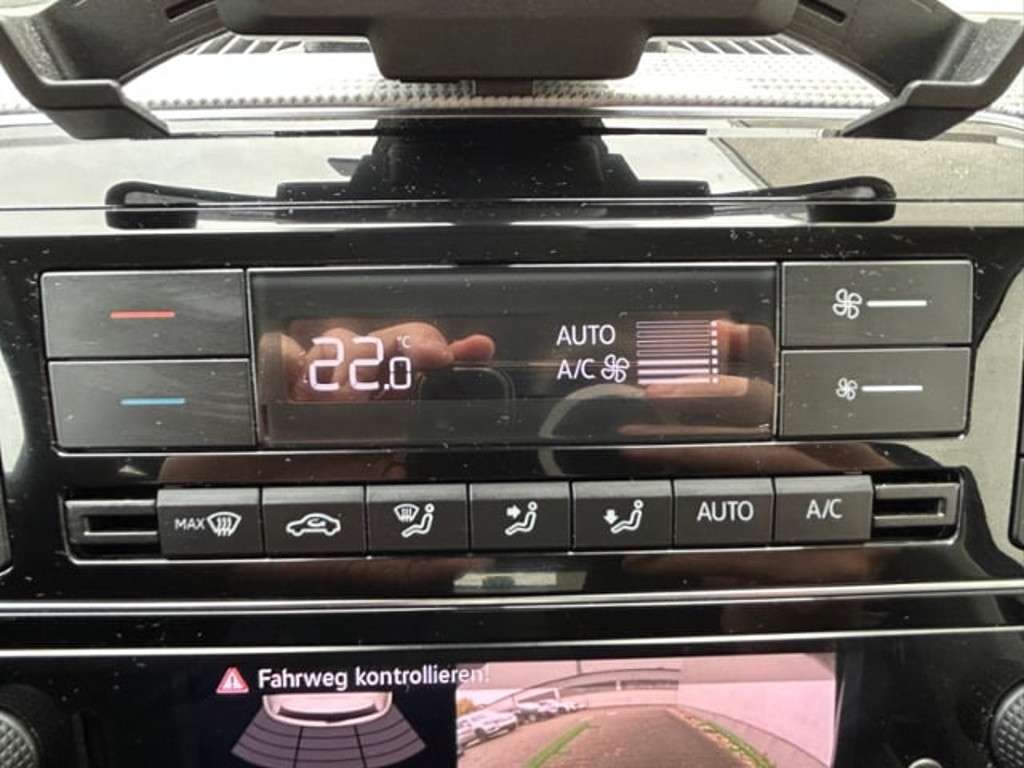 22.0 °C
AUTO
A/C
MAX
AUTO
A/C
Fahrweg kontrollieren!